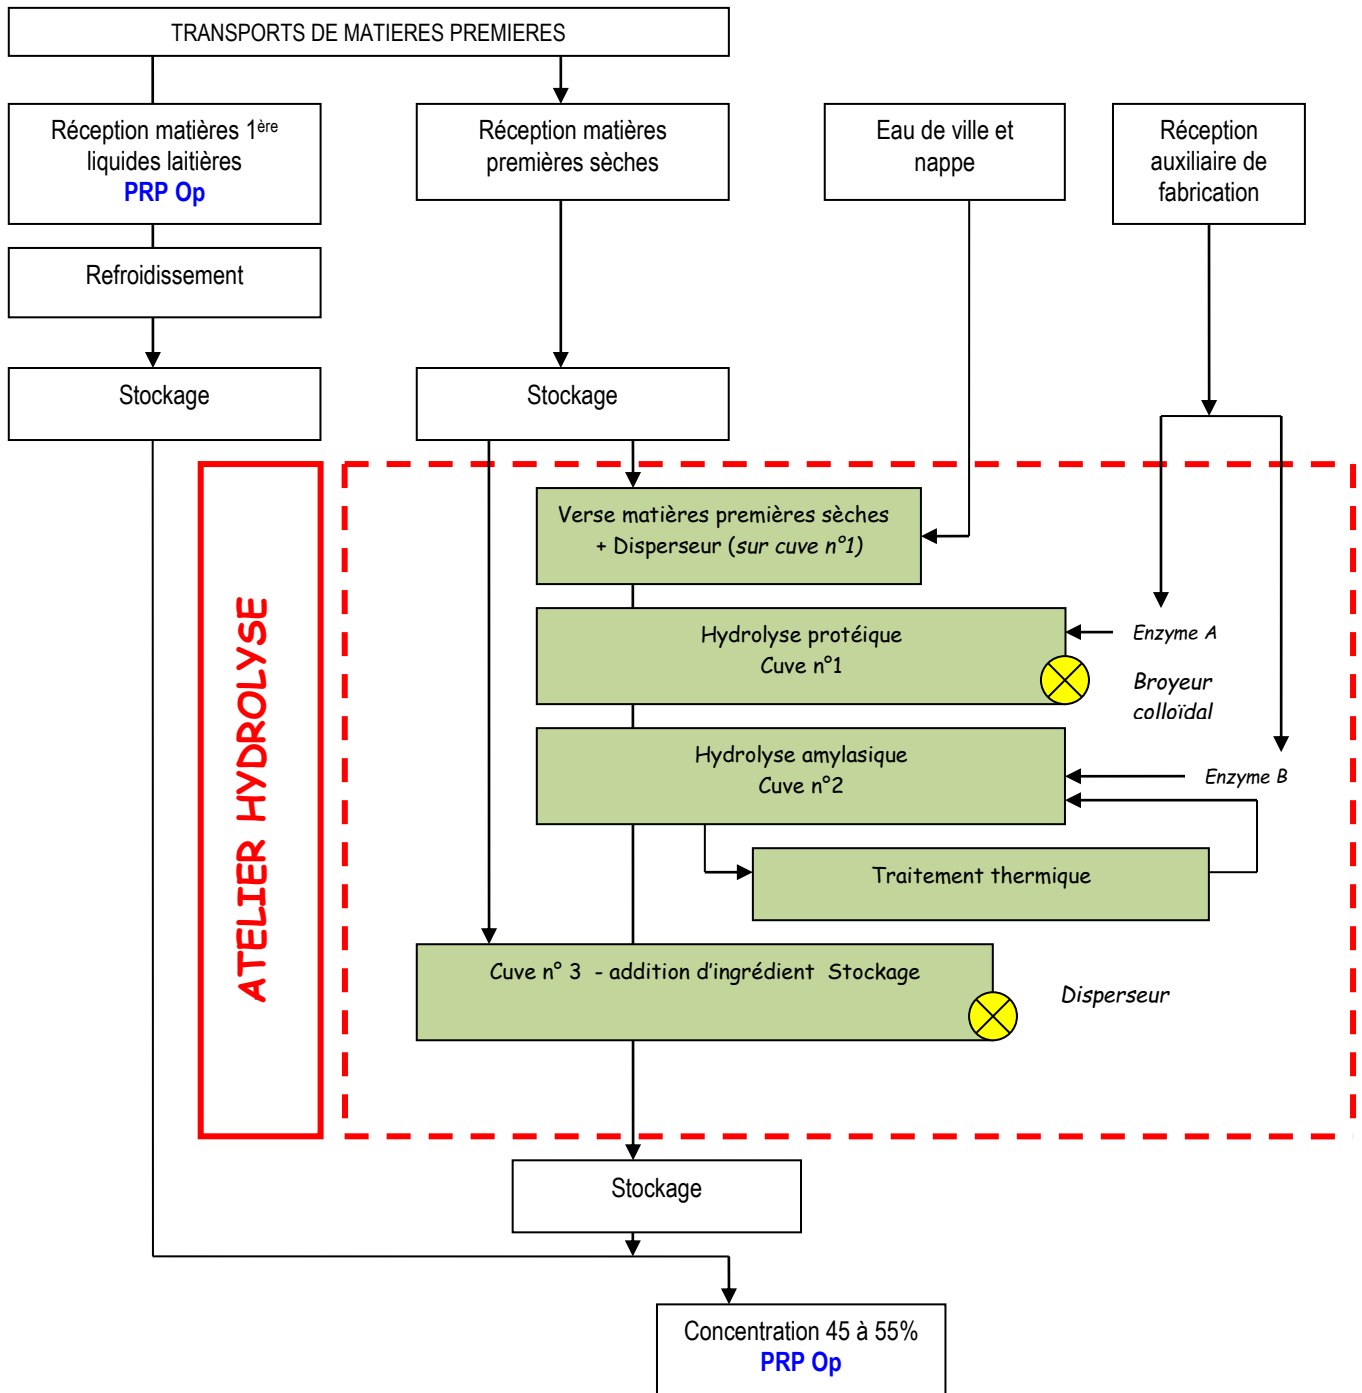 TRANSPORTS DE MATIERES PREMIERES
Réception matières 1ère
liquides laitières
PRP Op
Réception matières
premières sèches
Eau de ville et
nappe
Réception
auxiliaire de
fabrication
Refroidissement
Stockage
Stockage
ATELIER HYDROLYSE
Verse matières premières sèches
+ Disperseur (sur cuve n°1)
Hydrolyse protéique
Cuve n°1
Enzyme A
Broyeur
colloïdal
Hydrolyse amylasique
Cuve n°2
Enzyme B
Traitement thermique
Cuve n° 3 - addition d'ingrédient Stockage
Disperseur
Stockage
Concentration 45 à 55%
PRP Op